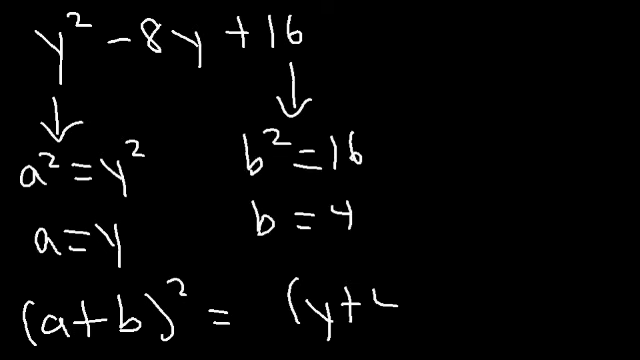 y² - 8y + 16
a² = y² b² = 16
a = y b = 4
(a + b)² = (y +